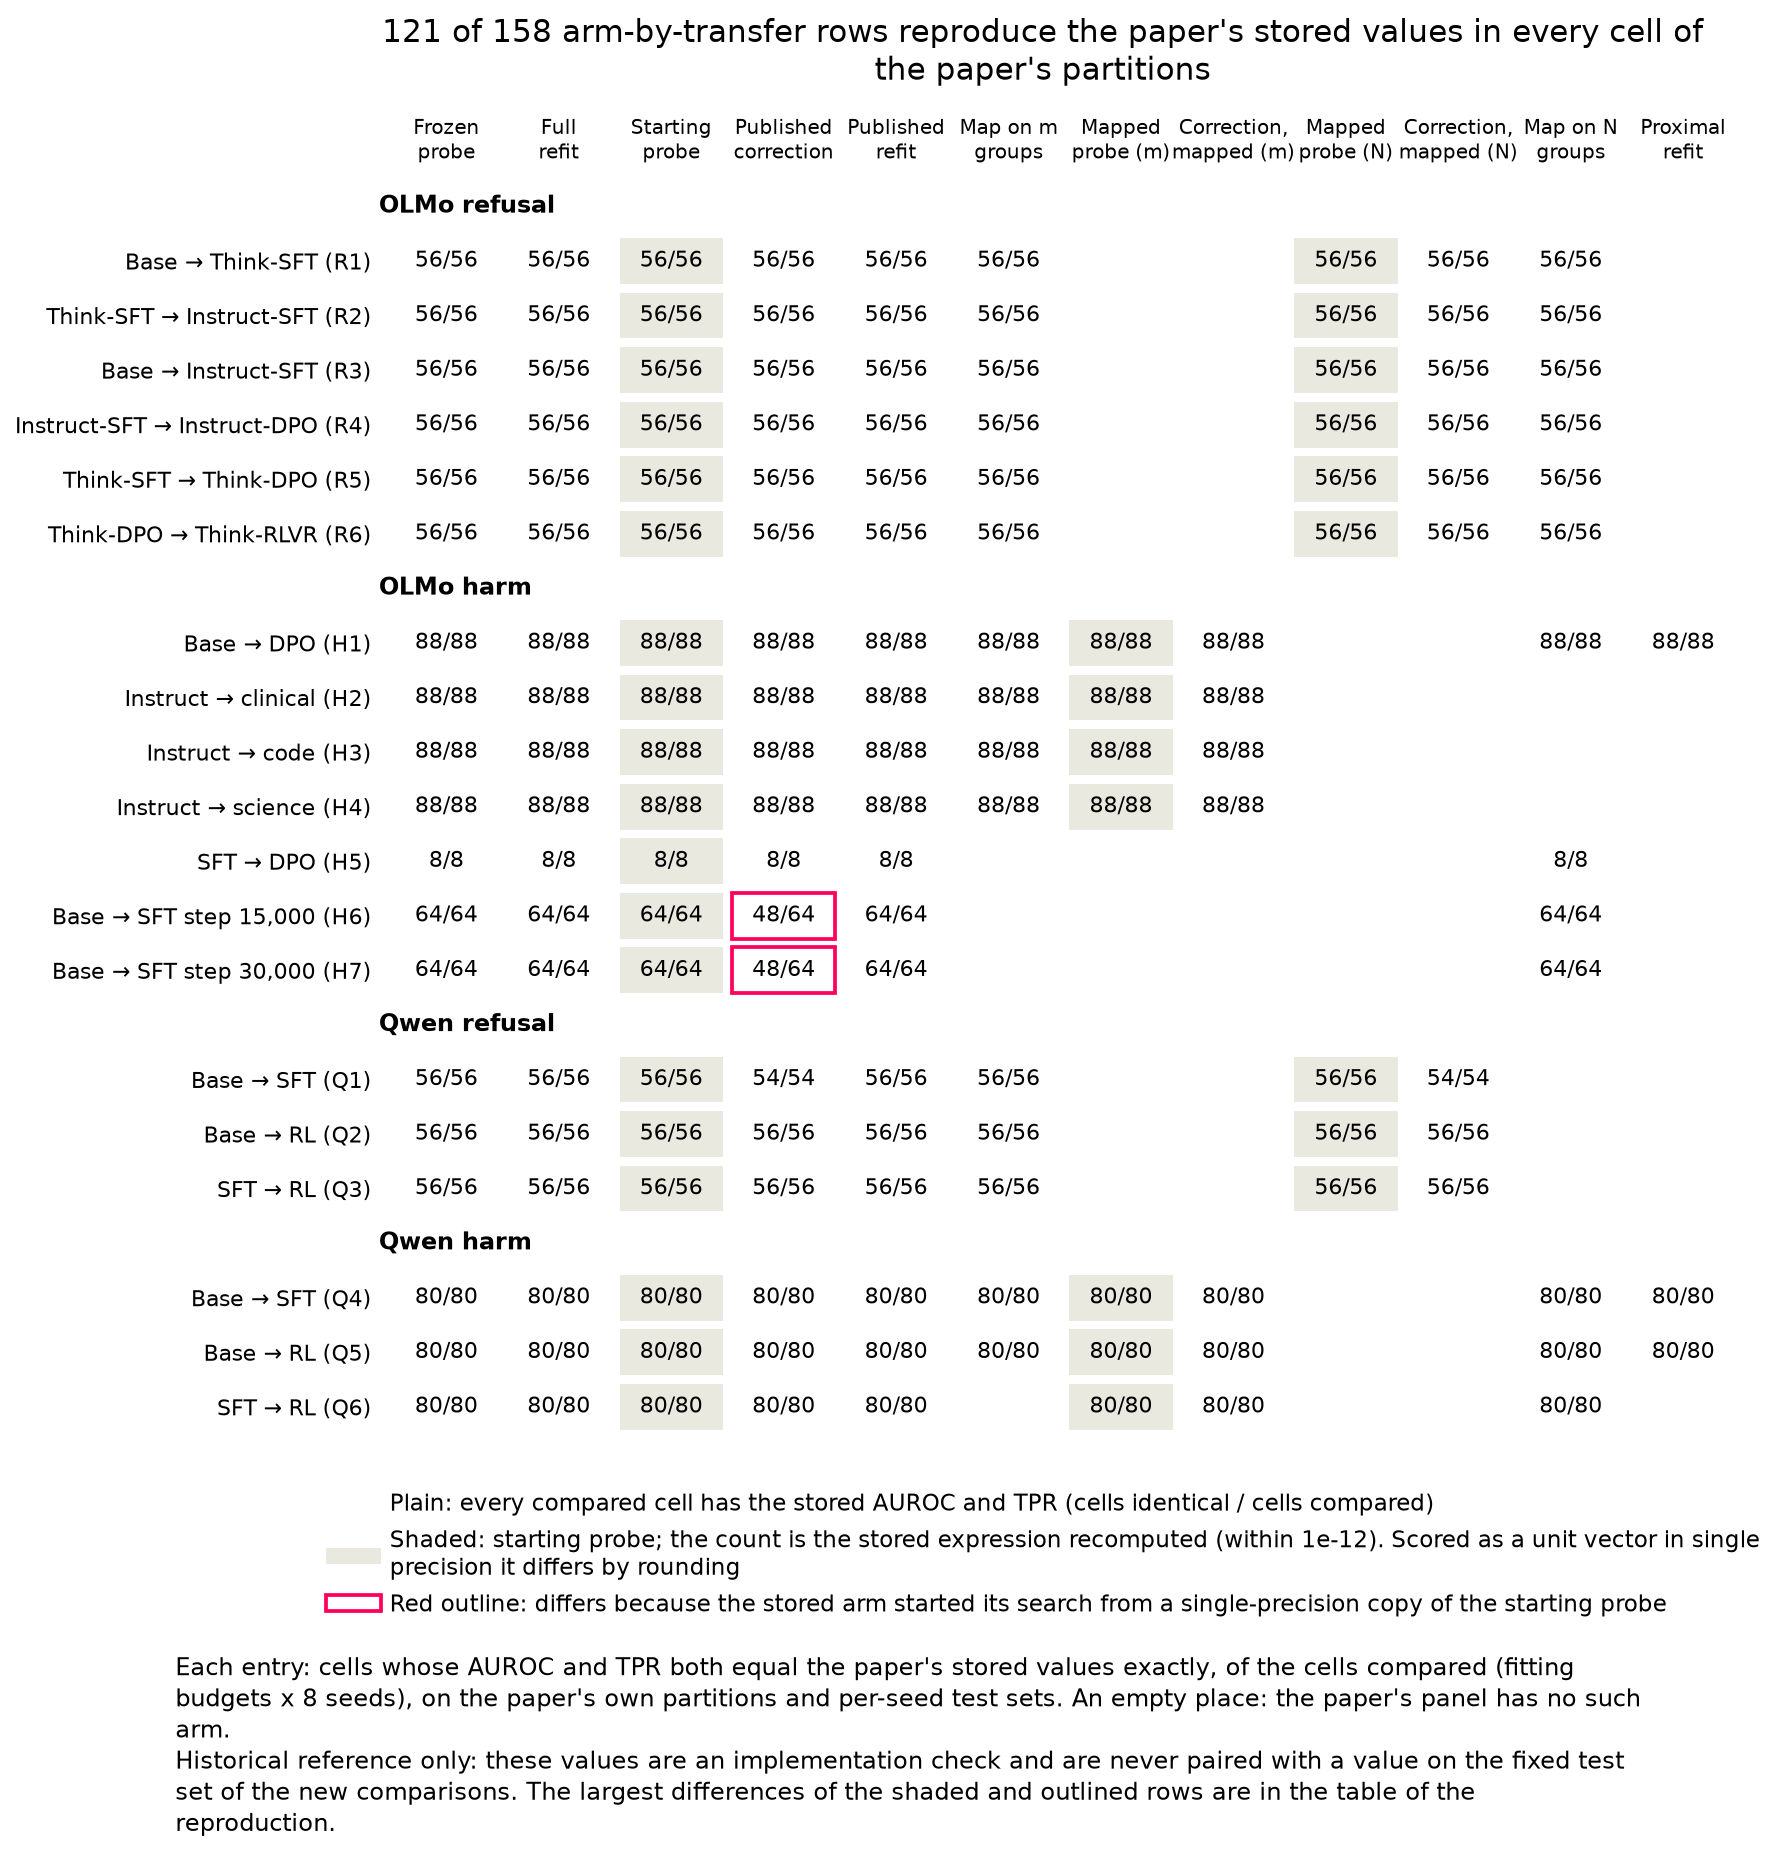 121 of 158 arm-by-transfer rows reproduce the paper's stored values in every cell of
the paper's partitions
Frozen probe Full refit Starting probe Published correction Published refit Map on m groups Mapped probe (m) Correction, mapped (m) Mapped probe (N) Correction, mapped (N) Map on N groups Proximal refit
OLMo refusal
Base → Think-SFT (R1) 56/56 56/56 56/56 56/56 56/56 56/56 56/56 56/56 56/56
Think-SFT → Instruct-SFT (R2) 56/56 56/56 56/56 56/56 56/56 56/56 56/56 56/56 56/56
Base → Instruct-SFT (R3) 56/56 56/56 56/56 56/56 56/56 56/56 56/56 56/56 56/56
Instruct-SFT → Instruct-DPO (R4) 56/56 56/56 56/56 56/56 56/56 56/56 56/56 56/56 56/56
Think-SFT → Think-DPO (R5) 56/56 56/56 56/56 56/56 56/56 56/56 56/56 56/56 56/56
Think-DPO → Think-RLVR (R6) 56/56 56/56 56/56 56/56 56/56 56/56 56/56 56/56 56/56
OLMo harm
Base → DPO (H1) 88/88 88/88 88/88 88/88 88/88 88/88 88/88 88/88 88/88 88/88
Instruct → clinical (H2) 88/88 88/88 88/88 88/88 88/88 88/88 88/88 88/88
Instruct → code (H3) 88/88 88/88 88/88 88/88 88/88 88/88 88/88 88/88
Instruct → science (H4) 88/88 88/88 88/88 88/88 88/88 88/88 88/88 88/88
SFT → DPO (H5) 8/8 8/8 8/8 8/8 8/8 8/8
Base → SFT step 15,000 (H6) 64/64 64/64 64/64 48/64 64/64 64/64
Base → SFT step 30,000 (H7) 64/64 64/64 64/64 48/64 64/64 64/64
Qwen refusal
Base → SFT (Q1) 56/56 56/56 56/56 54/54 56/56 56/56 56/56 54/54
Base → RL (Q2) 56/56 56/56 56/56 56/56 56/56 56/56 56/56 56/56
SFT → RL (Q3) 56/56 56/56 56/56 56/56 56/56 56/56 56/56 56/56
Qwen harm
Base → SFT (Q4) 80/80 80/80 80/80 80/80 80/80 80/80 80/80 80/80 80/80 80/80
Base → RL (Q5) 80/80 80/80 80/80 80/80 80/80 80/80 80/80 80/80 80/80 80/80
SFT → RL (Q6) 80/80 80/80 80/80 80/80 80/80 80/80 80/80 80/80
Plain: every compared cell has the stored AUROC and TPR (cells identical / cells compared)
Shaded: starting probe; the count is the stored expression recomputed (within 1e-12). Scored as a unit vector in single
precision it differs by rounding
Red outline: differs because the stored arm started its search from a single-precision copy of the starting probe
Each entry: cells whose AUROC and TPR both equal the paper's stored values exactly, of the cells compared (fitting
budgets x 8 seeds), on the paper's own partitions and per-seed test sets. An empty place: the paper's panel has no such
arm.
Historical reference only: these values are an implementation check and are never paired with a value on the fixed test
set of the new comparisons. The largest differences of the shaded and outlined rows are in the table of the
reproduction.